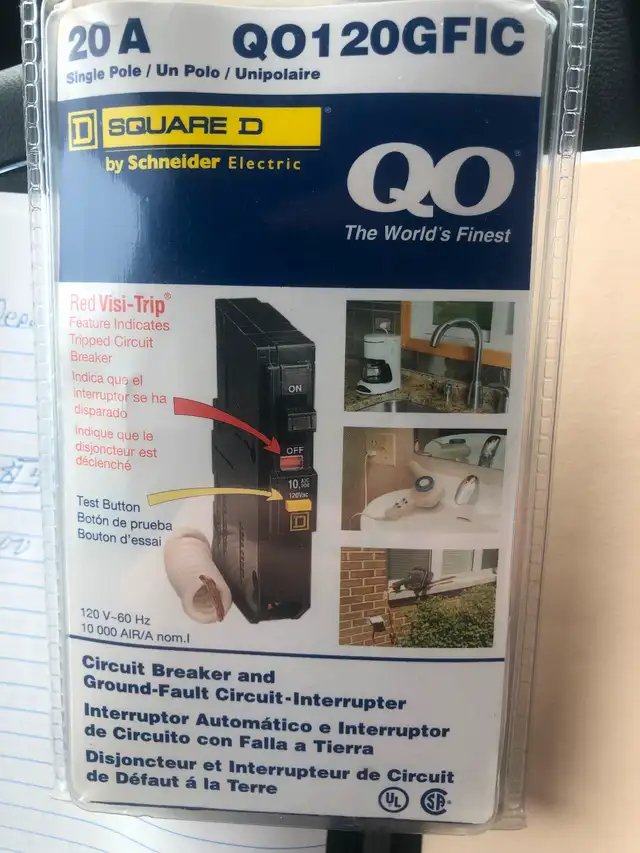 20 A QO120GFIC
Single Pole / Un Polo / Unipolaire
D SQUARE D
by Schneider Electric
QO
The World's Finest
Red Visi-Trip®
Feature Indicates
Tripped Circuit
Breaker
Indica que el
interruptor se ha
disparado
Indique que le
disjoncteur est
déclenché
Test Button
Botón de prueba
Bouton d'essai
ON
OFF
120Vac
D
120 V~60 Hz
10 000 AIR/A nom.I
Circuit Breaker and
Ground-Fault Circuit-Interrupter
Interruptor Automático e Interruptor
de Circuito con Falla a Tierra
Disjoncteur et Interrupteur de Circuit
de Défaut á la Terre
UL SA